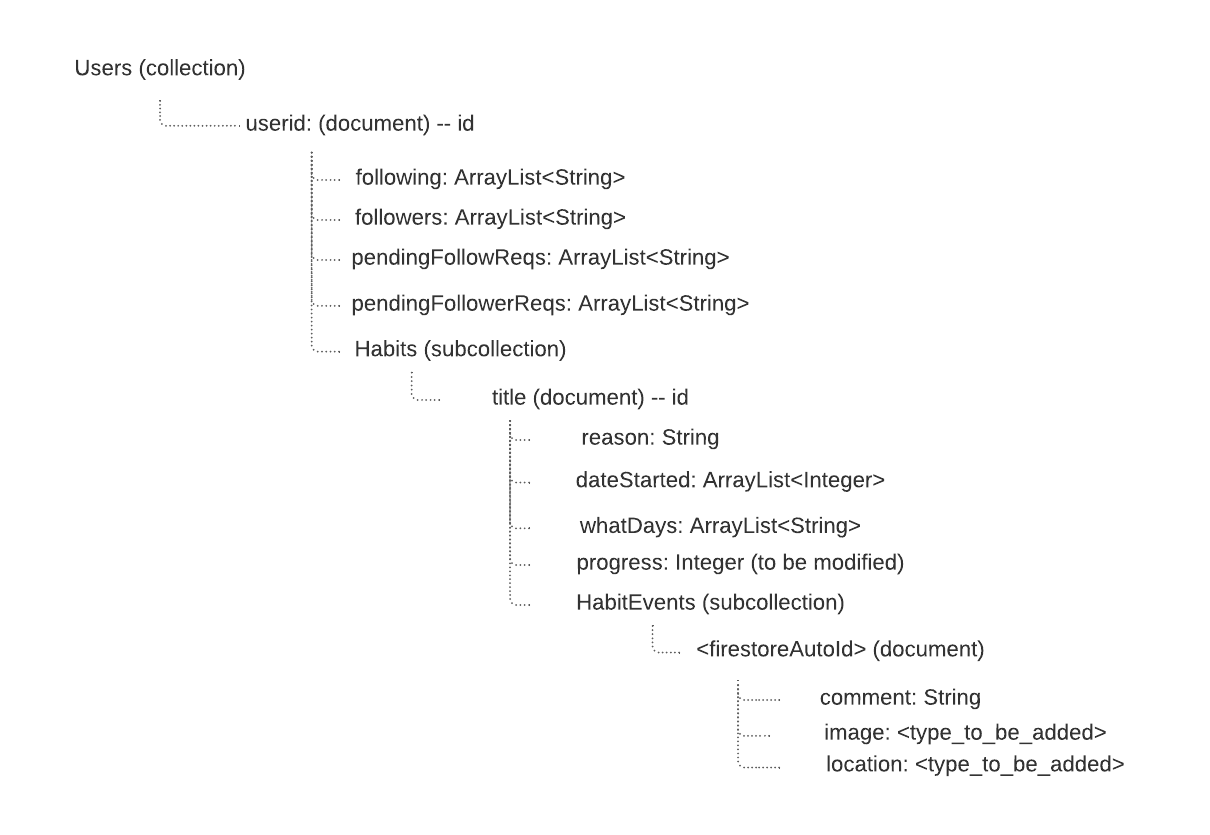 Users (collection)
userid: (document) -- id
following: ArrayList<String>
followers: ArrayList<String>
pendingFollowReqs: ArrayList<String>
pendingFollowerReqs: ArrayList<String>
Habits (subcollection)
title (document) -- id
reason: String
dateStarted: ArrayList<Integer>
whatDays: ArrayList<String>
progress: Integer (to be modified)
HabitEvents (subcollection)
<firestoreAutoId> (document)
comment: String
image: <type_to_be_added>
location: <type_to_be_added>